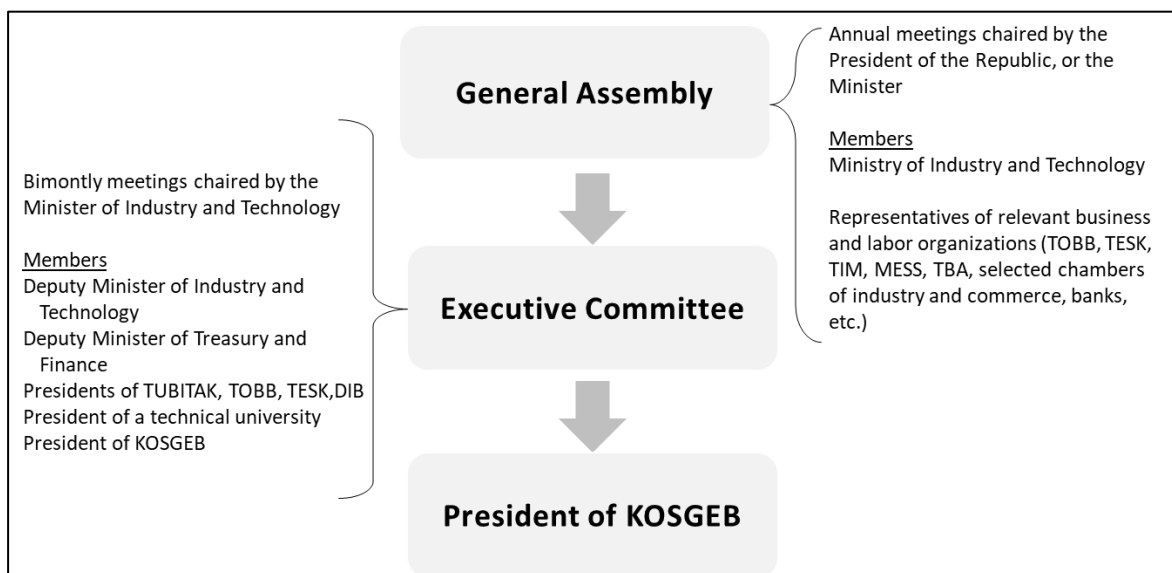 General Assembly
Annual meetings chaired by the
President of the Republic, or the
Minister
Members
Ministry of Industry and Technology
Representatives of relevant business
and labor organizations (TOBB, TESK,
TIM, MESS, TBA, selected chambers
of industry and commerce, banks,
etc.)
Bimontly meetings chaired by the
Minister of Industry and Technology
Members
Deputy Minister of Industry and
Technology
Deputy Minister of Treasury and
Finance
Presidents of TUBITAK, TOBB, TESK,DIB
President of a technical university
President of KOSGEB
Executive Committee
President of KOSGEB